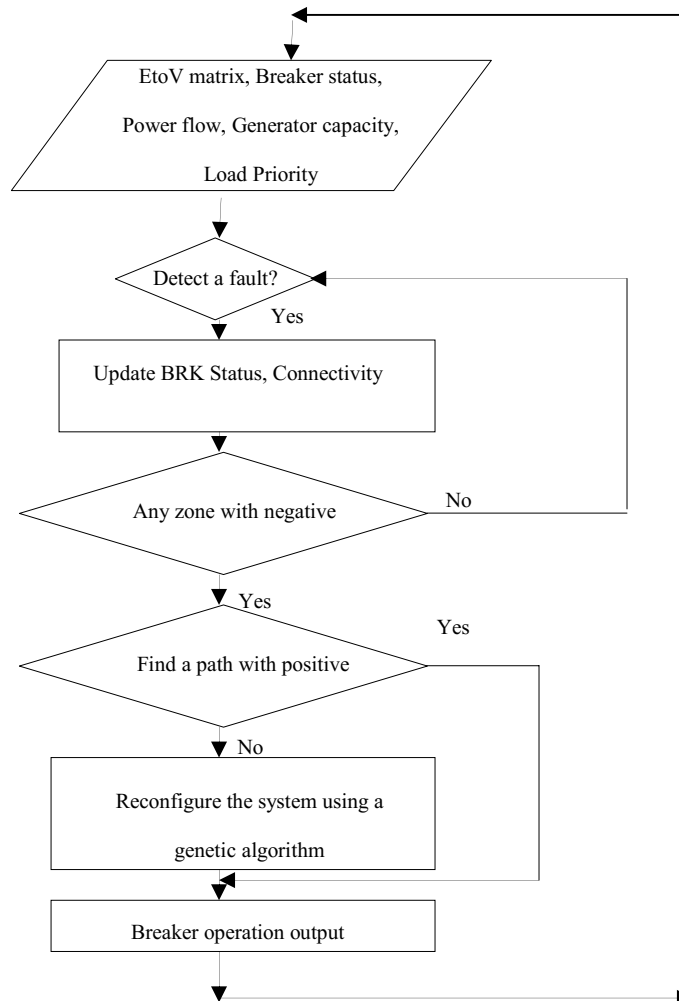 EtoV matrix, Breaker status,
Power flow, Generator capacity,
Load Priority
Detect a fault?
Yes
Update BRK Status, Connectivity
Any zone with negative
No
Yes
Yes
Find a path with positive
No
Reconfigure the system using a
genetic algorithm
Breaker operation output